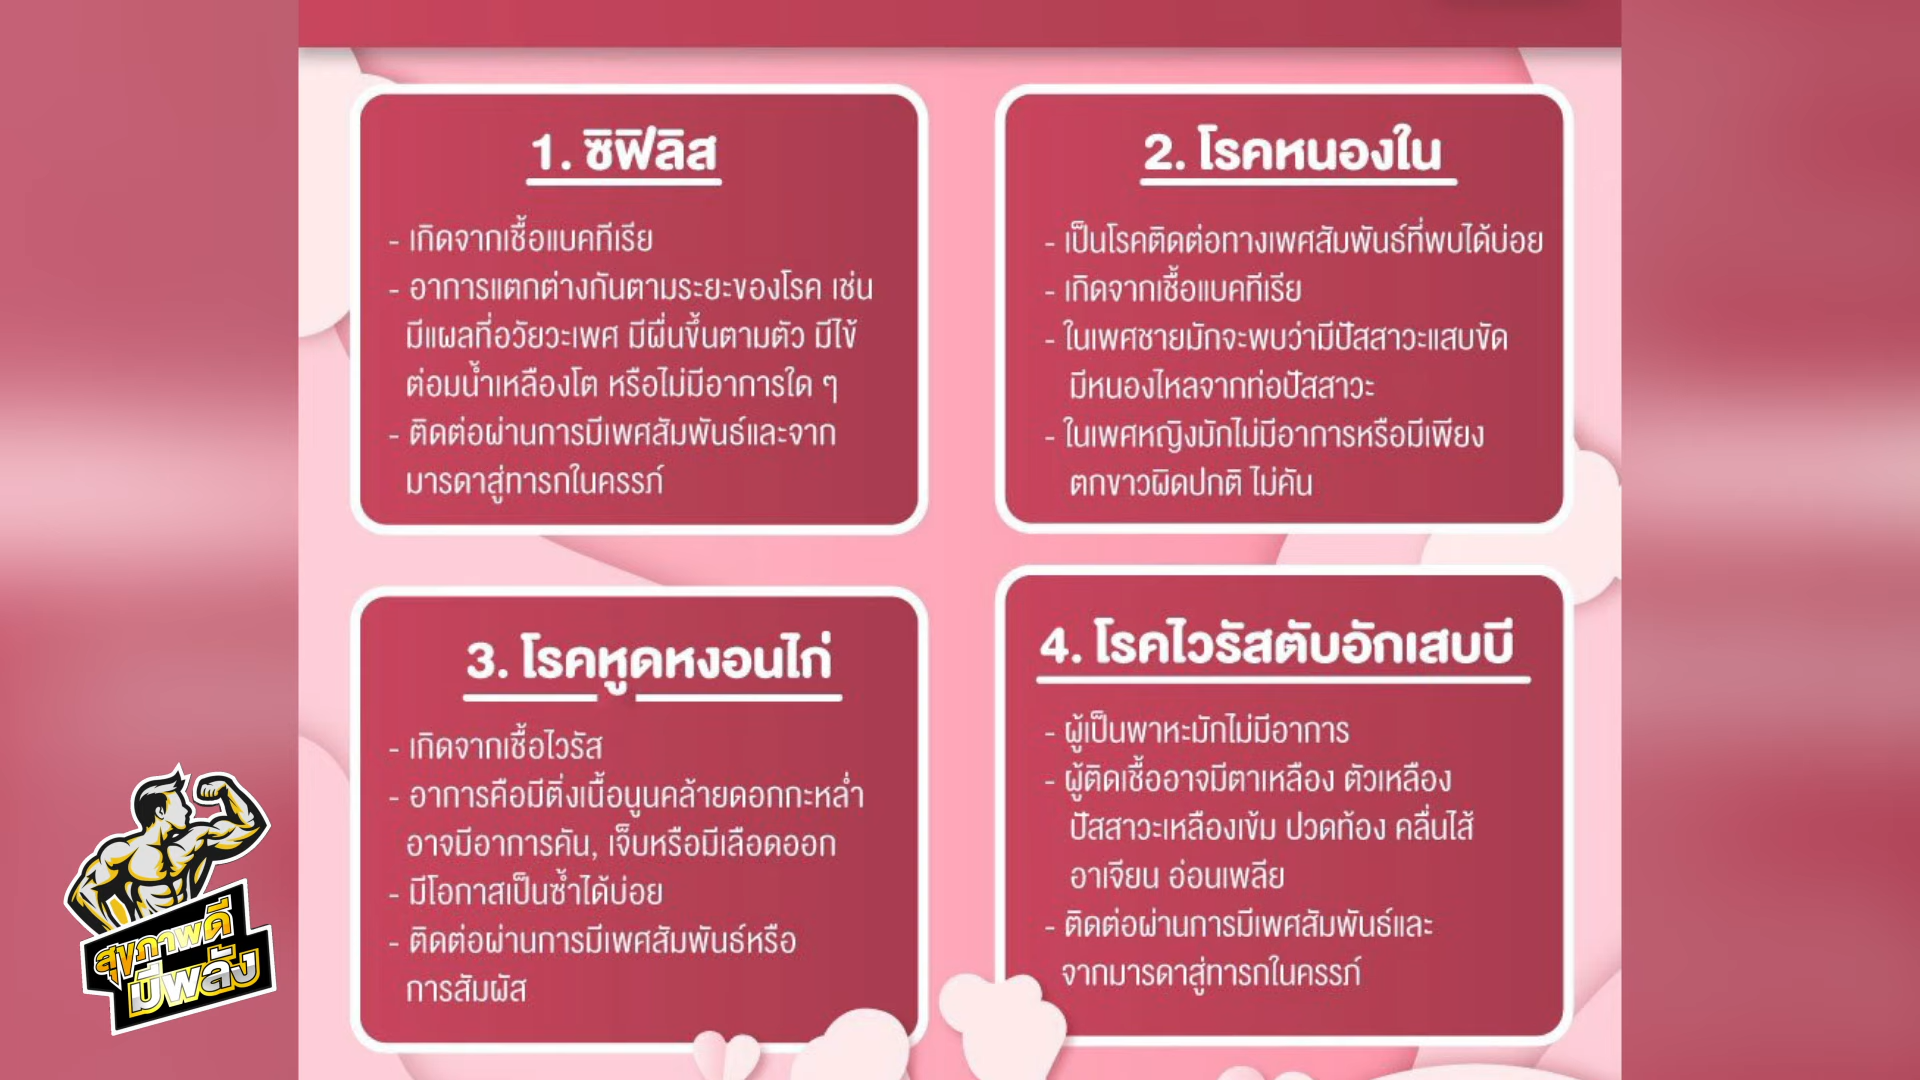 1. ซิฟิลิส
- เกิดจากเชื้อแบคทีเรีย
- อาการแตกต่างกันตามระยะของโรค เช่น
มีแผลที่อวัยวะเพศ มีผื่นขึ้นตามตัว มีไข้
ต่อมน้ำเหลืองโต หรือไม่มีอาการใด ๆ
- ติดต่อผ่านการมีเพศสัมพันธ์และจาก
มารดาสู่ทารกในครรภ์
2. โรคหนองใน
- เป็นโรคติดต่อทางเพศสัมพันธ์ที่พบได้บ่อย
- เกิดจากเชื้อแบคทีเรีย
- ในเพศชายมักจะพบว่ามีปัสสาวะแสบขัด
มีหนองไหลจากท่อปัสสาวะ
- ในเพศหญิงมักไม่มีอาการหรือมีเพียง
ตกขาวผิดปกติ ไม่คัน
3. โรคหูดหงอนไก่
- เกิดจากเชื้อไวรัส
- อาการคือมีติ่งเนื้อนูนคล้ายดอกกะหล่ำ
อาจมีอาการคัน, เจ็บหรือมีเลือดออก
- มีโอกาสเป็นซ้ำได้บ่อย
- ติดต่อผ่านการมีเพศสัมพันธ์หรือ
การสัมผัส
4. โรคไวรัสตับอักเสบบี
- ผู้เป็นพาหะมักไม่มีอาการ
- ผู้ติดเชื้ออาจมีตาเหลือง ตัวเหลือง
ปัสสาวะเหลืองเข้ม ปวดท้อง คลื่นไส้
อาเจียน อ่อนเพลีย
- ติดต่อผ่านการมีเพศสัมพันธ์และ
จากมารดาสู่ทารกในครรภ์
สุขภาพดี
มีพลัง